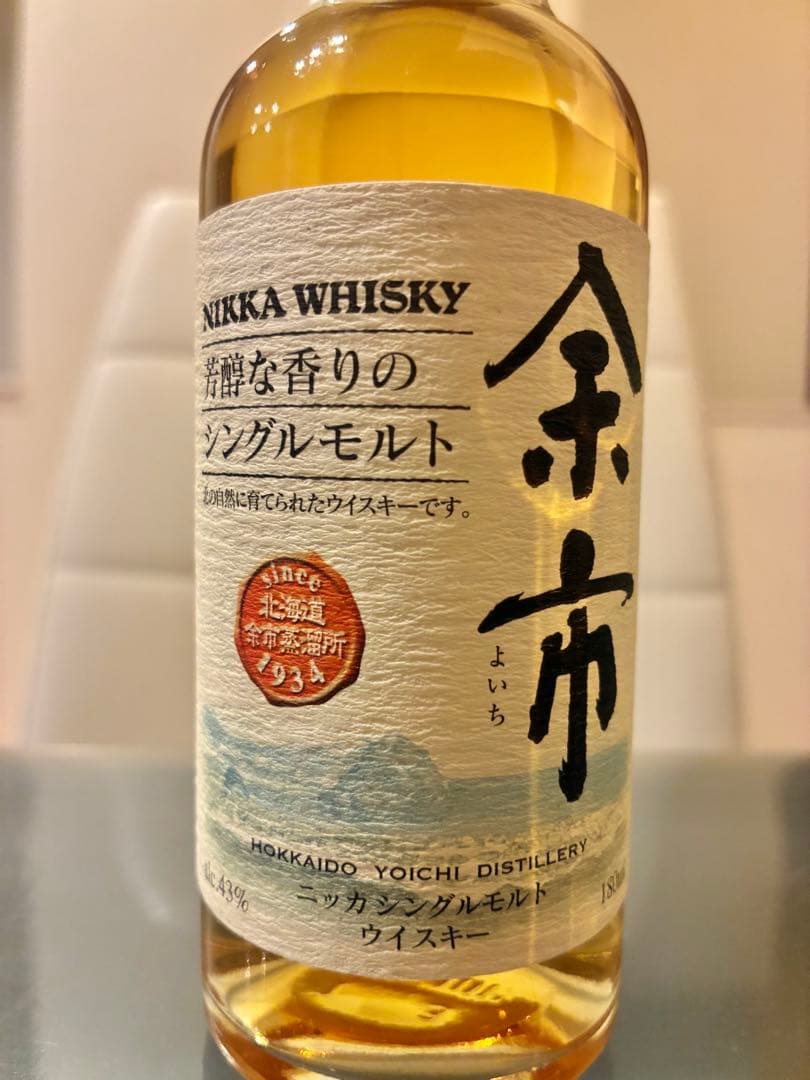 NIKKA WHISKY
芳醇な香りの
シングルモルト
北の自然に育てられたウイスキーです。
余市
よいち
since
北海道
余市蒸溜所
1934
HOKKAIDO YOICHI DISTILLERY
alc.43%
ニッカ シングルモルト
ウイスキー
180ml